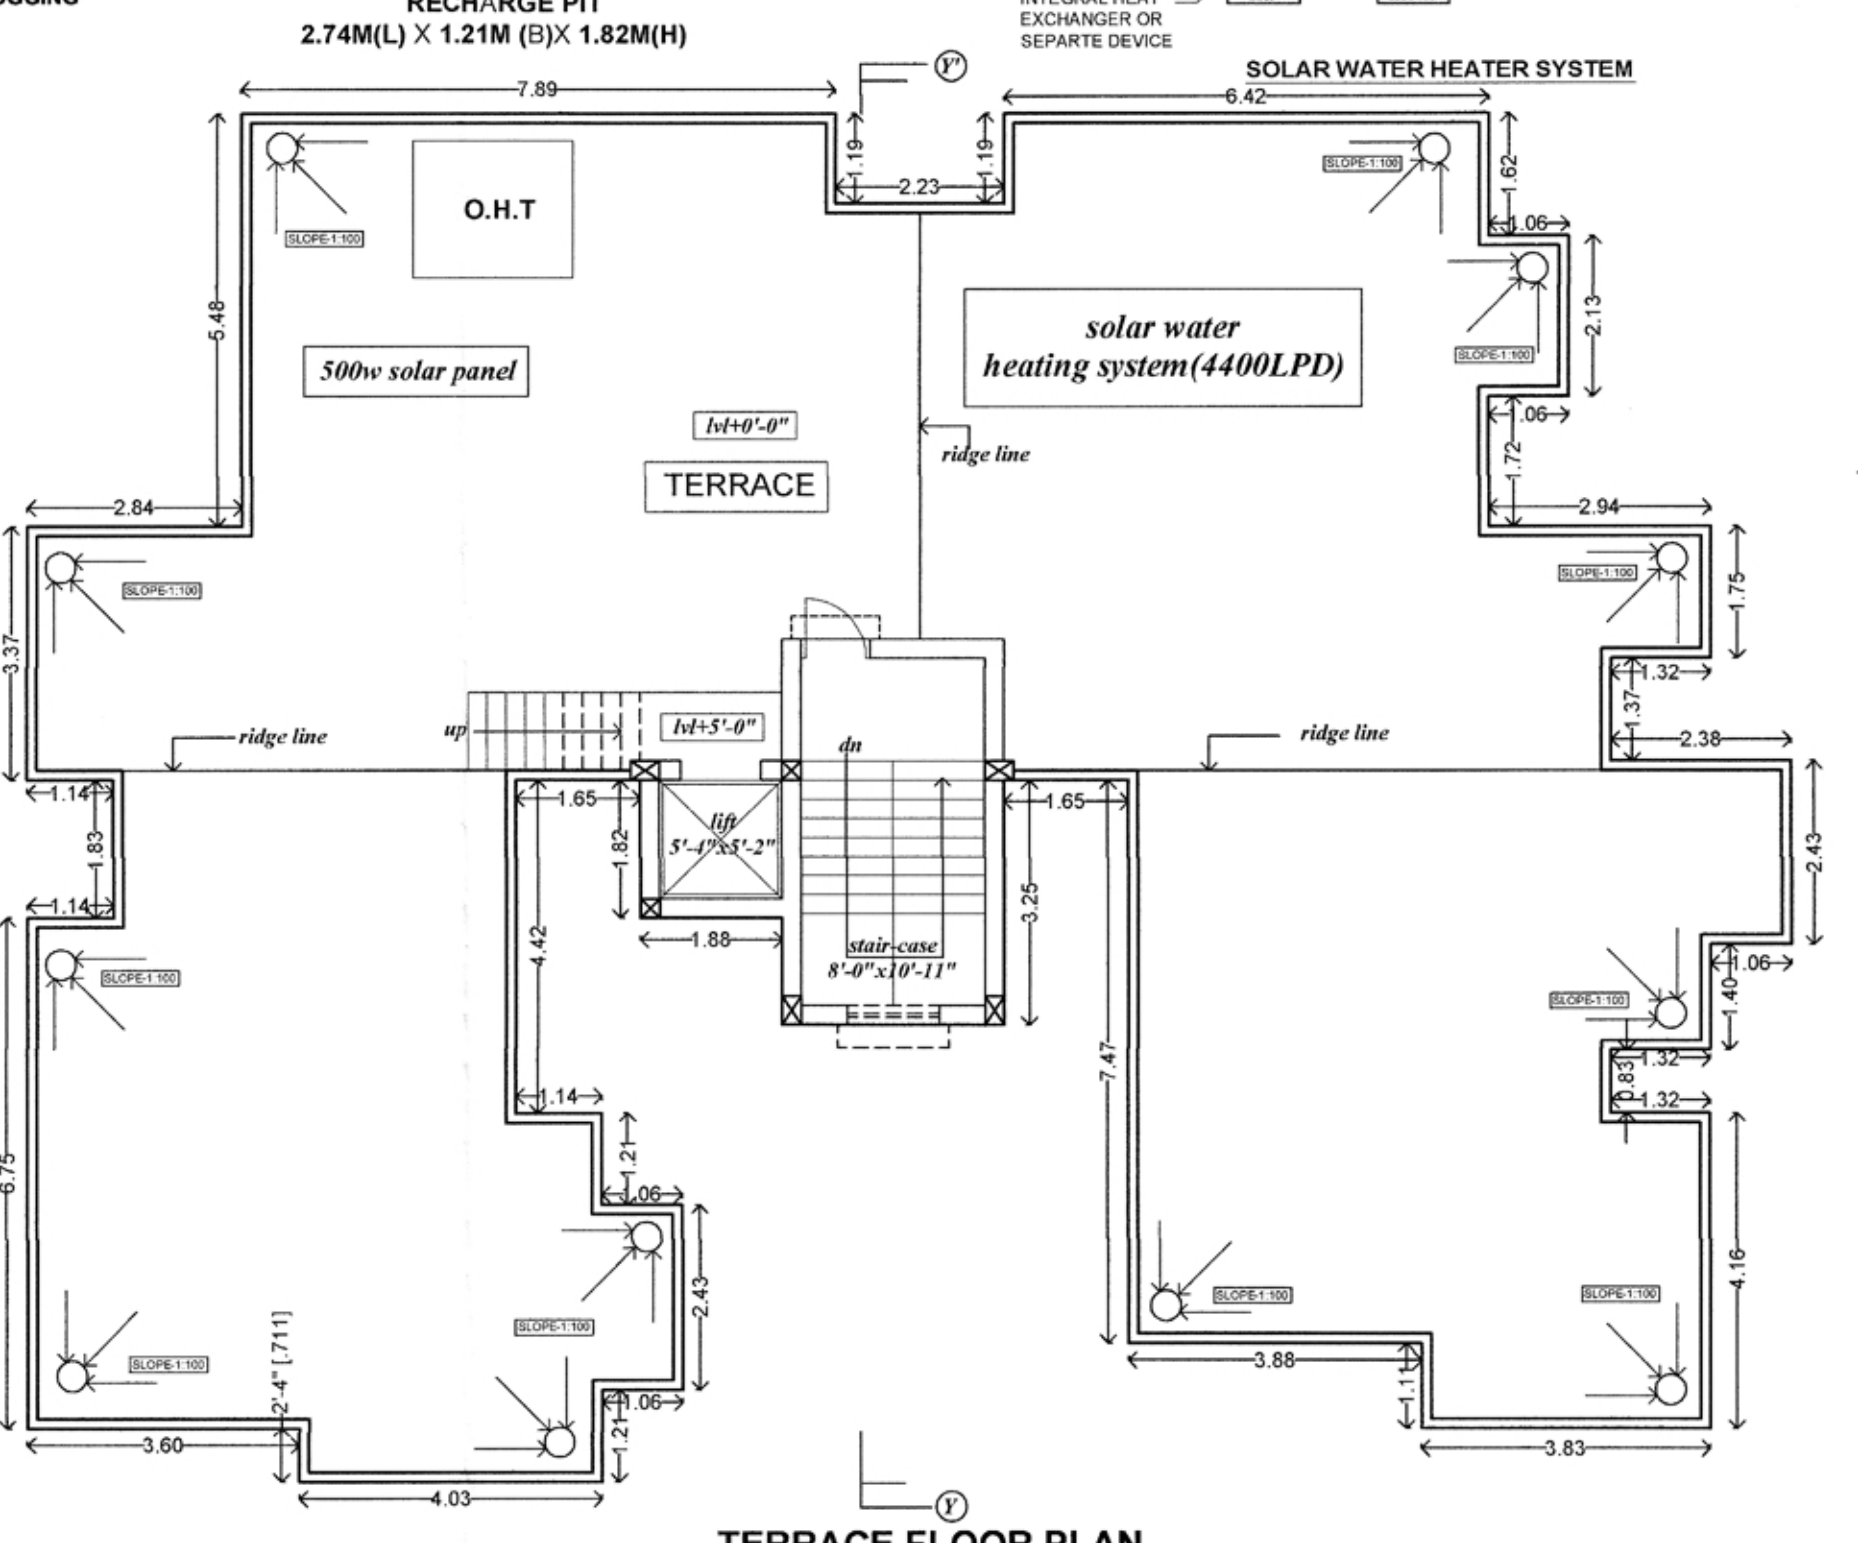 RECHARGE PIT
2.74M(L) X 1.21M (B)X 1.82M(H)
EXCHANGER OR
SEPARTE DEVICE
SOLAR WATER HEATER SYSTEM
Y'
7.89
6.42
1.19
1.19
2.23
1.62
1.06
SLOPE-1:100
O.H.T
SLOPE-1:100
5.48
2.13
solar water
heating system(4400LPD)
SLOPE-1:100
500w solar panel
1.06
lvl+0'-0"
ridge line
1.72
TERRACE
2.84
2.94
SLOPE-1:100
SLOPE-1:100
1.75
3.37
1.32
1.37
up
lvl+5'-0"
ridge line
dn
ridge line
2.38
1.14
1.65
1.65
1.83
1.82
lift
5'-4"x5'-2"
2.43
1.14
3.25
4.42
1.88
stair-case
8'-0"x10'-11"
1.06
SLOPE-1:100
SLOPE-1:100
1.40
1.32
7.47
0.83
1.14
1.32
1.21
6.75
1.06
2.43
4.16
SLOPE-1:100
SLOPE-1:100
SLOPE-1:100
SLOPE-1:100
2'-4" [.711]
3.88
1.11
1.06
1.21
3.60
3.83
4.03
Y
TERRACE FLOOR PLAN